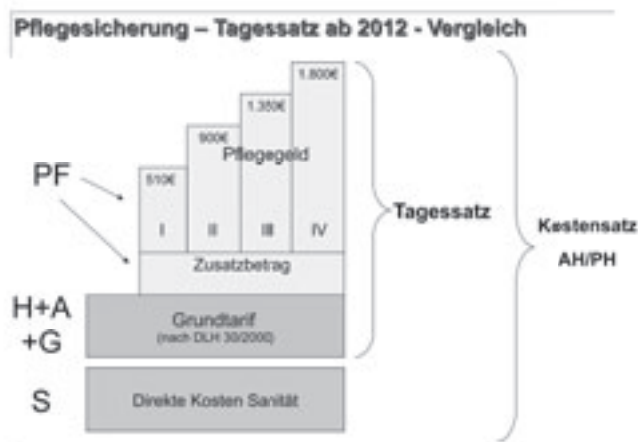 Pflegesicherung – Tagessatz ab 2012 - Vergleich
1.800€
1.350€
900€
510€
Pflegegeld
PF
I II III IV
Tagessatz
Kostensatz
AH/PH
Zusatzbetrag
H+A
+G
Grundtarif
(nach DLH 30/2000)
S
Direkte Kosten Sanität